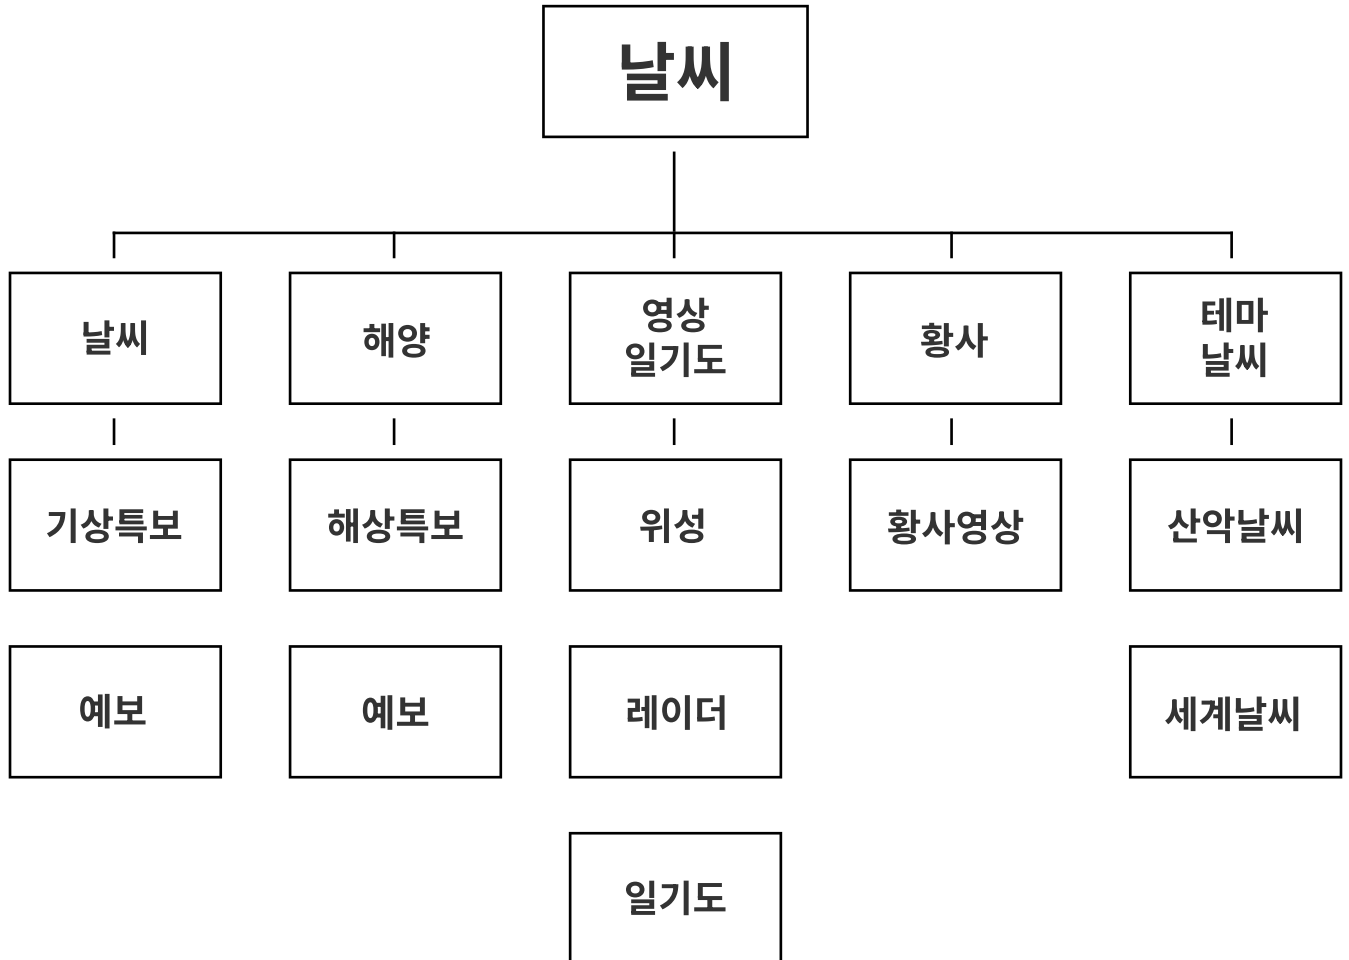 날씨
날씨
해양
영상
일기도
황사
테마
날씨
기상특보
해상특보
위성
황사영상
산악날씨
예보
예보
레이더
세계날씨
일기도